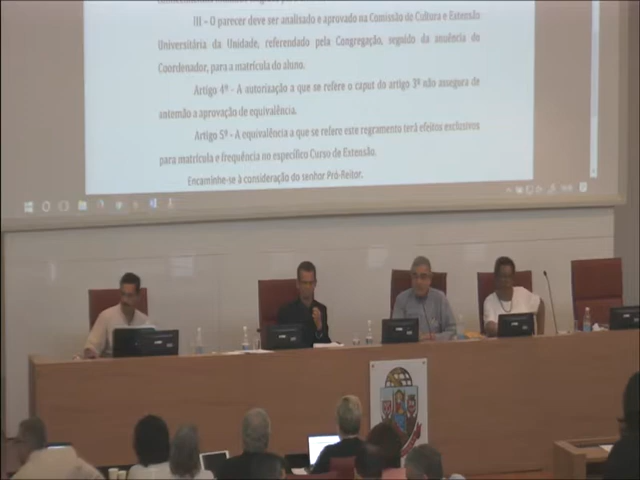 III – O parecer deve ser analisado e aprovado na Comissão de Cultura e Extensão
Universitária da Unidade, referendado pela Congregação, seguido da anuência do
Coordenador, para a matrícula do aluno.
Artigo 4º - A autorização a que se refere o caput do artigo 3º não assegura de
antemão a aprovação de equivalência.
Artigo 5º - A equivalência a que se refere este regramento terá efeitos exclusivos
para matrícula e frequência no específico Curso de Extensão.
Encaminhe-se à consideração do senhor Pró-Reitor.